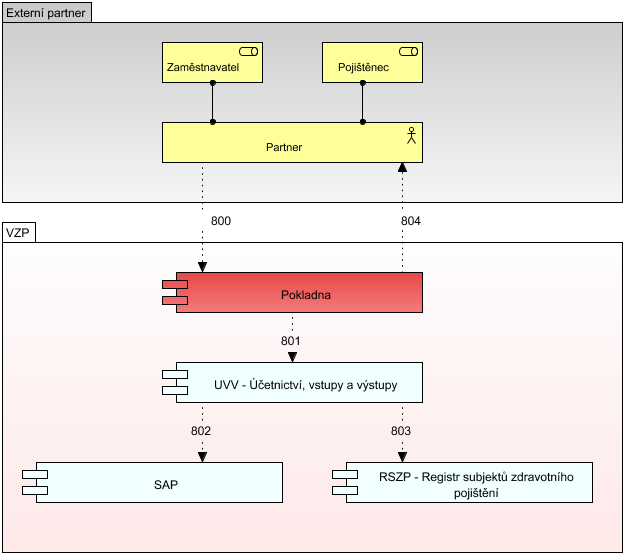 Externí partner
Zaměstnavatel
Pojištěnec
Partner
800
804
VZP
Pokladna
801
UVV - Účetnictví, vstupy a výstupy
802
803
SAP
RSZP - Registr subjektů zdravotního
pojištění